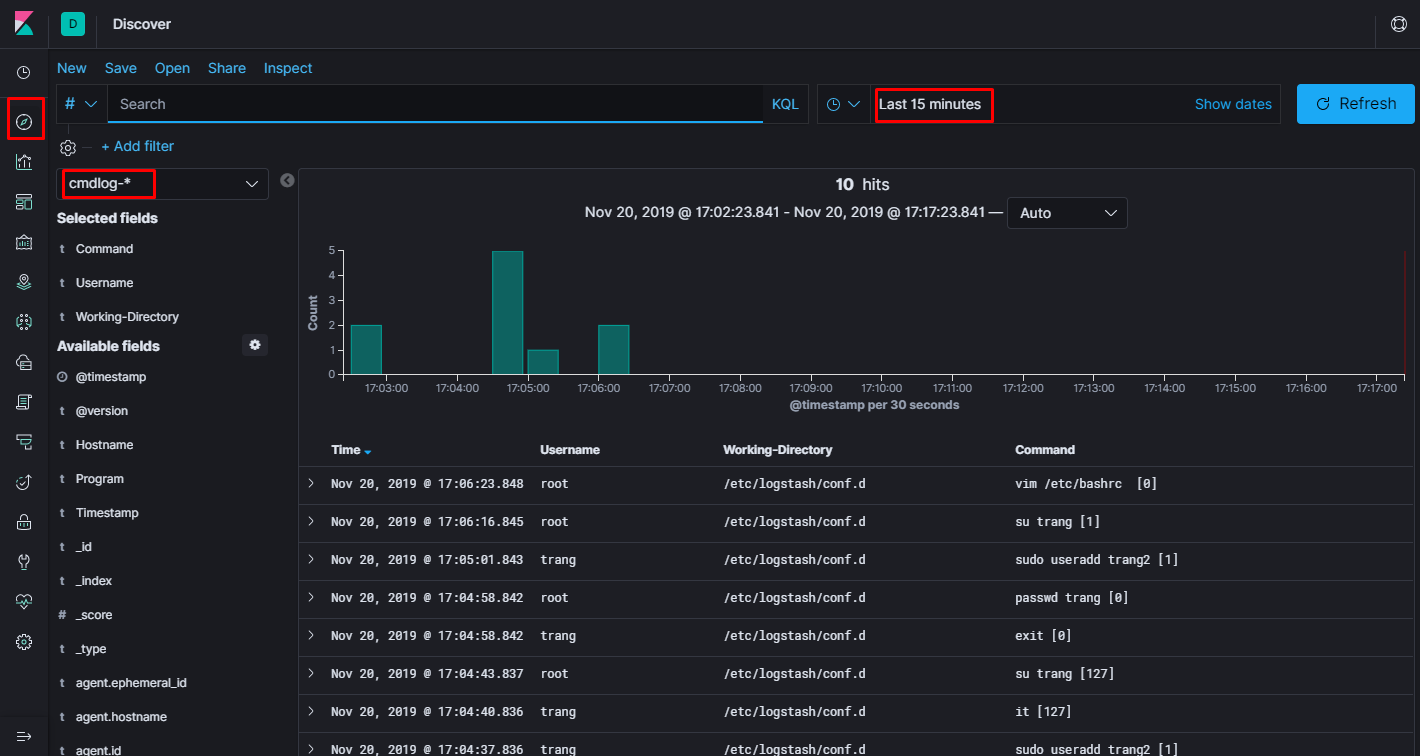 D Discover
New Save Open Share Inspect
# Search KQL Last 15 minutes Show dates Refresh
+ Add filter
cmdlog-*
10 hits
Nov 20, 2019 @ 17:02:23.841 - Nov 20, 2019 @ 17:17:23.841 — Auto
Selected fields
t Command
t Username
t Working-Directory
Available fields
@timestamp
t @version
t Hostname
t Program
t Timestamp
t _id
t _index
# _score
t _type
t agent.ephemeral_id
t agent.hostname
t agent.id
Count
5
4
3
2
1
0
17:03:00 17:04:00 17:05:00 17:06:00 17:07:00 17:08:00 17:09:00 17:10:00 17:11:00 17:12:00 17:13:00 17:14:00 17:15:00 17:16:00 17:17:00
@timestamp per 30 seconds
Time Username Working-Directory Command
Nov 20, 2019 @ 17:06:23.848 root /etc/logstash/conf.d vim /etc/bashrc [0]
Nov 20, 2019 @ 17:06:16.845 root /etc/logstash/conf.d su trang [1]
Nov 20, 2019 @ 17:05:01.843 trang /etc/logstash/conf.d sudo useradd trang2 [1]
Nov 20, 2019 @ 17:04:58.842 root /etc/logstash/conf.d passwd trang [0]
Nov 20, 2019 @ 17:04:58.842 trang /etc/logstash/conf.d exit [0]
Nov 20, 2019 @ 17:04:43.837 root /etc/logstash/conf.d su trang [127]
Nov 20, 2019 @ 17:04:40.836 trang /etc/logstash/conf.d it [127]
Nov 20, 2019 @ 17:04:37.836 trang /etc/logstash/conf.d sudo useradd trang2 [1]